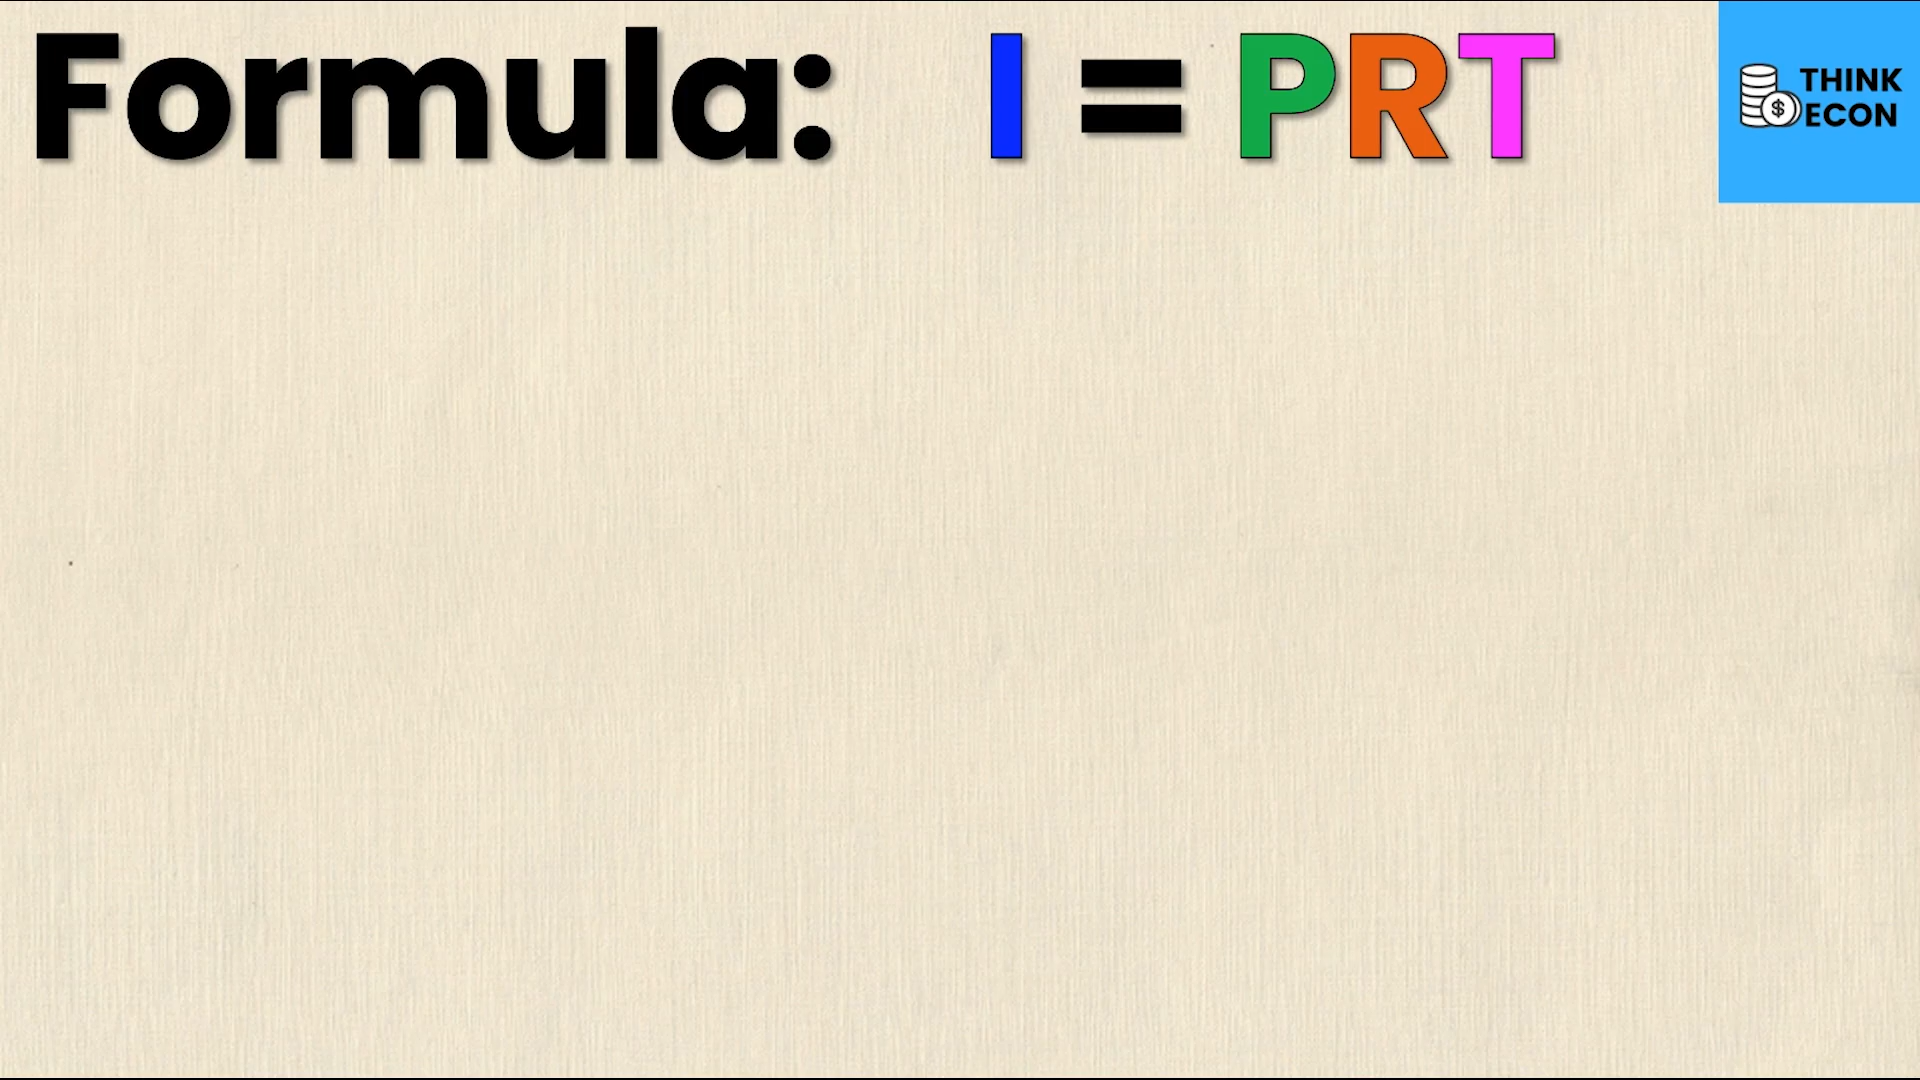 Formula: I = PRT
THINK
ECON
$